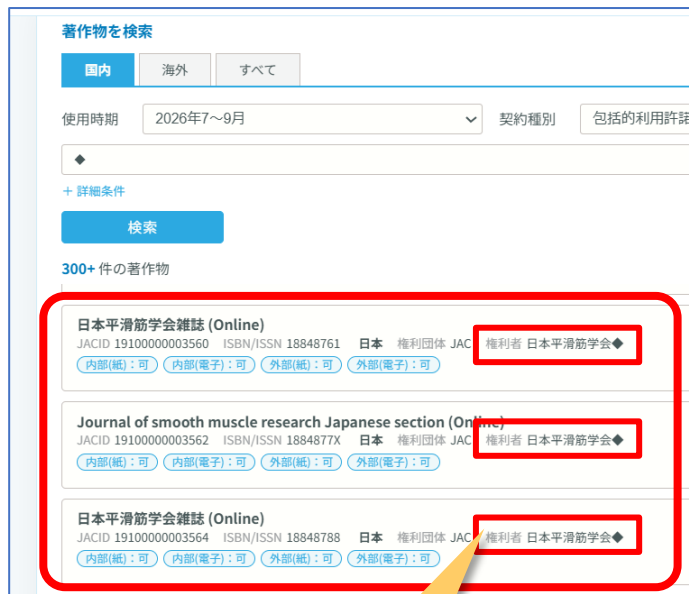 著作物を検索
国内 海外 すべて
使用時期 2026年7～9月 契約種別 包括的利用許諾
◆
＋詳細条件
検索
300+ 件の著作物
日本平滑筋学会雑誌 (Online)
JACID 19100000003560 ISBN/ISSN 18848761 日本 権利団体 JAC 権利者 日本平滑筋学会◆
内部(紙)：可 内部(電子)：可 外部(紙)：可 外部(電子)：可
Journal of smooth muscle research Japanese section (Online)
JACID 19100000003562 ISBN/ISSN 1884877X 日本 権利団体 JAC 権利者 日本平滑筋学会◆
内部(紙)：可 内部(電子)：可 外部(紙)：可 外部(電子)：可
日本平滑筋学会雑誌 (Online)
JACID 19100000003564 ISBN/ISSN 18848788 日本 権利団体 JAC 権利者 日本平滑筋学会◆
内部(紙)：可 内部(電子)：可 外部(紙)：可 外部(電子)：可